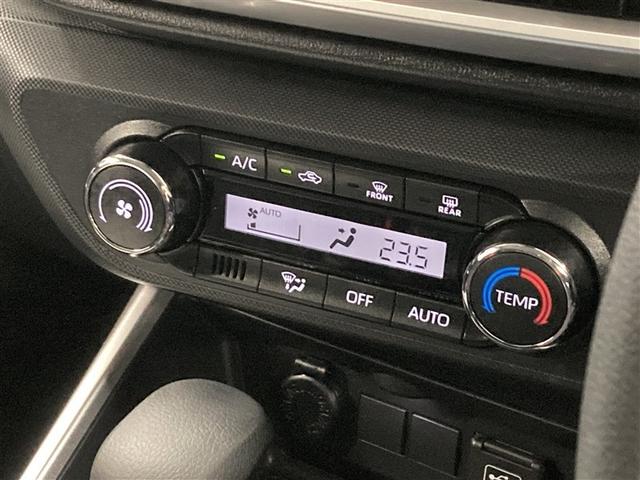 A/C
FRONT
REAR
AUTO
23.5
OFF
AUTO
TEMP